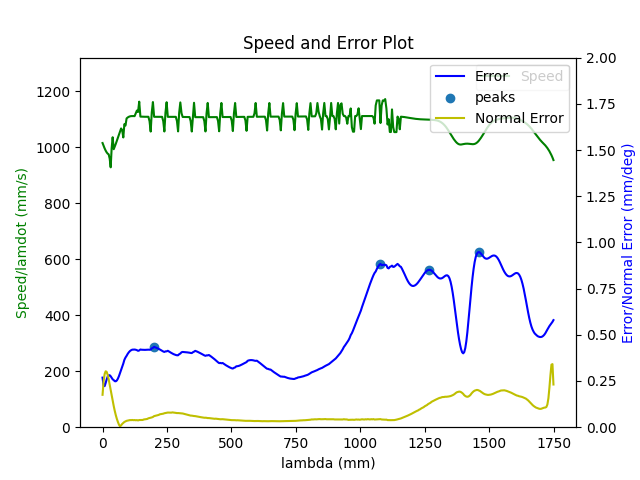 Speed and Error Plot
Speed
Error
peaks
Normal Error
Speed/lamdot (mm/s)
1200
1000
800
600
400
200
0
2.00
1.75
1.50
1.25
1.00
0.75
0.50
0.25
0.00
Error/Normal Error (mm/deg)
0 250 500 750 1000 1250 1500 1750
lambda (mm)